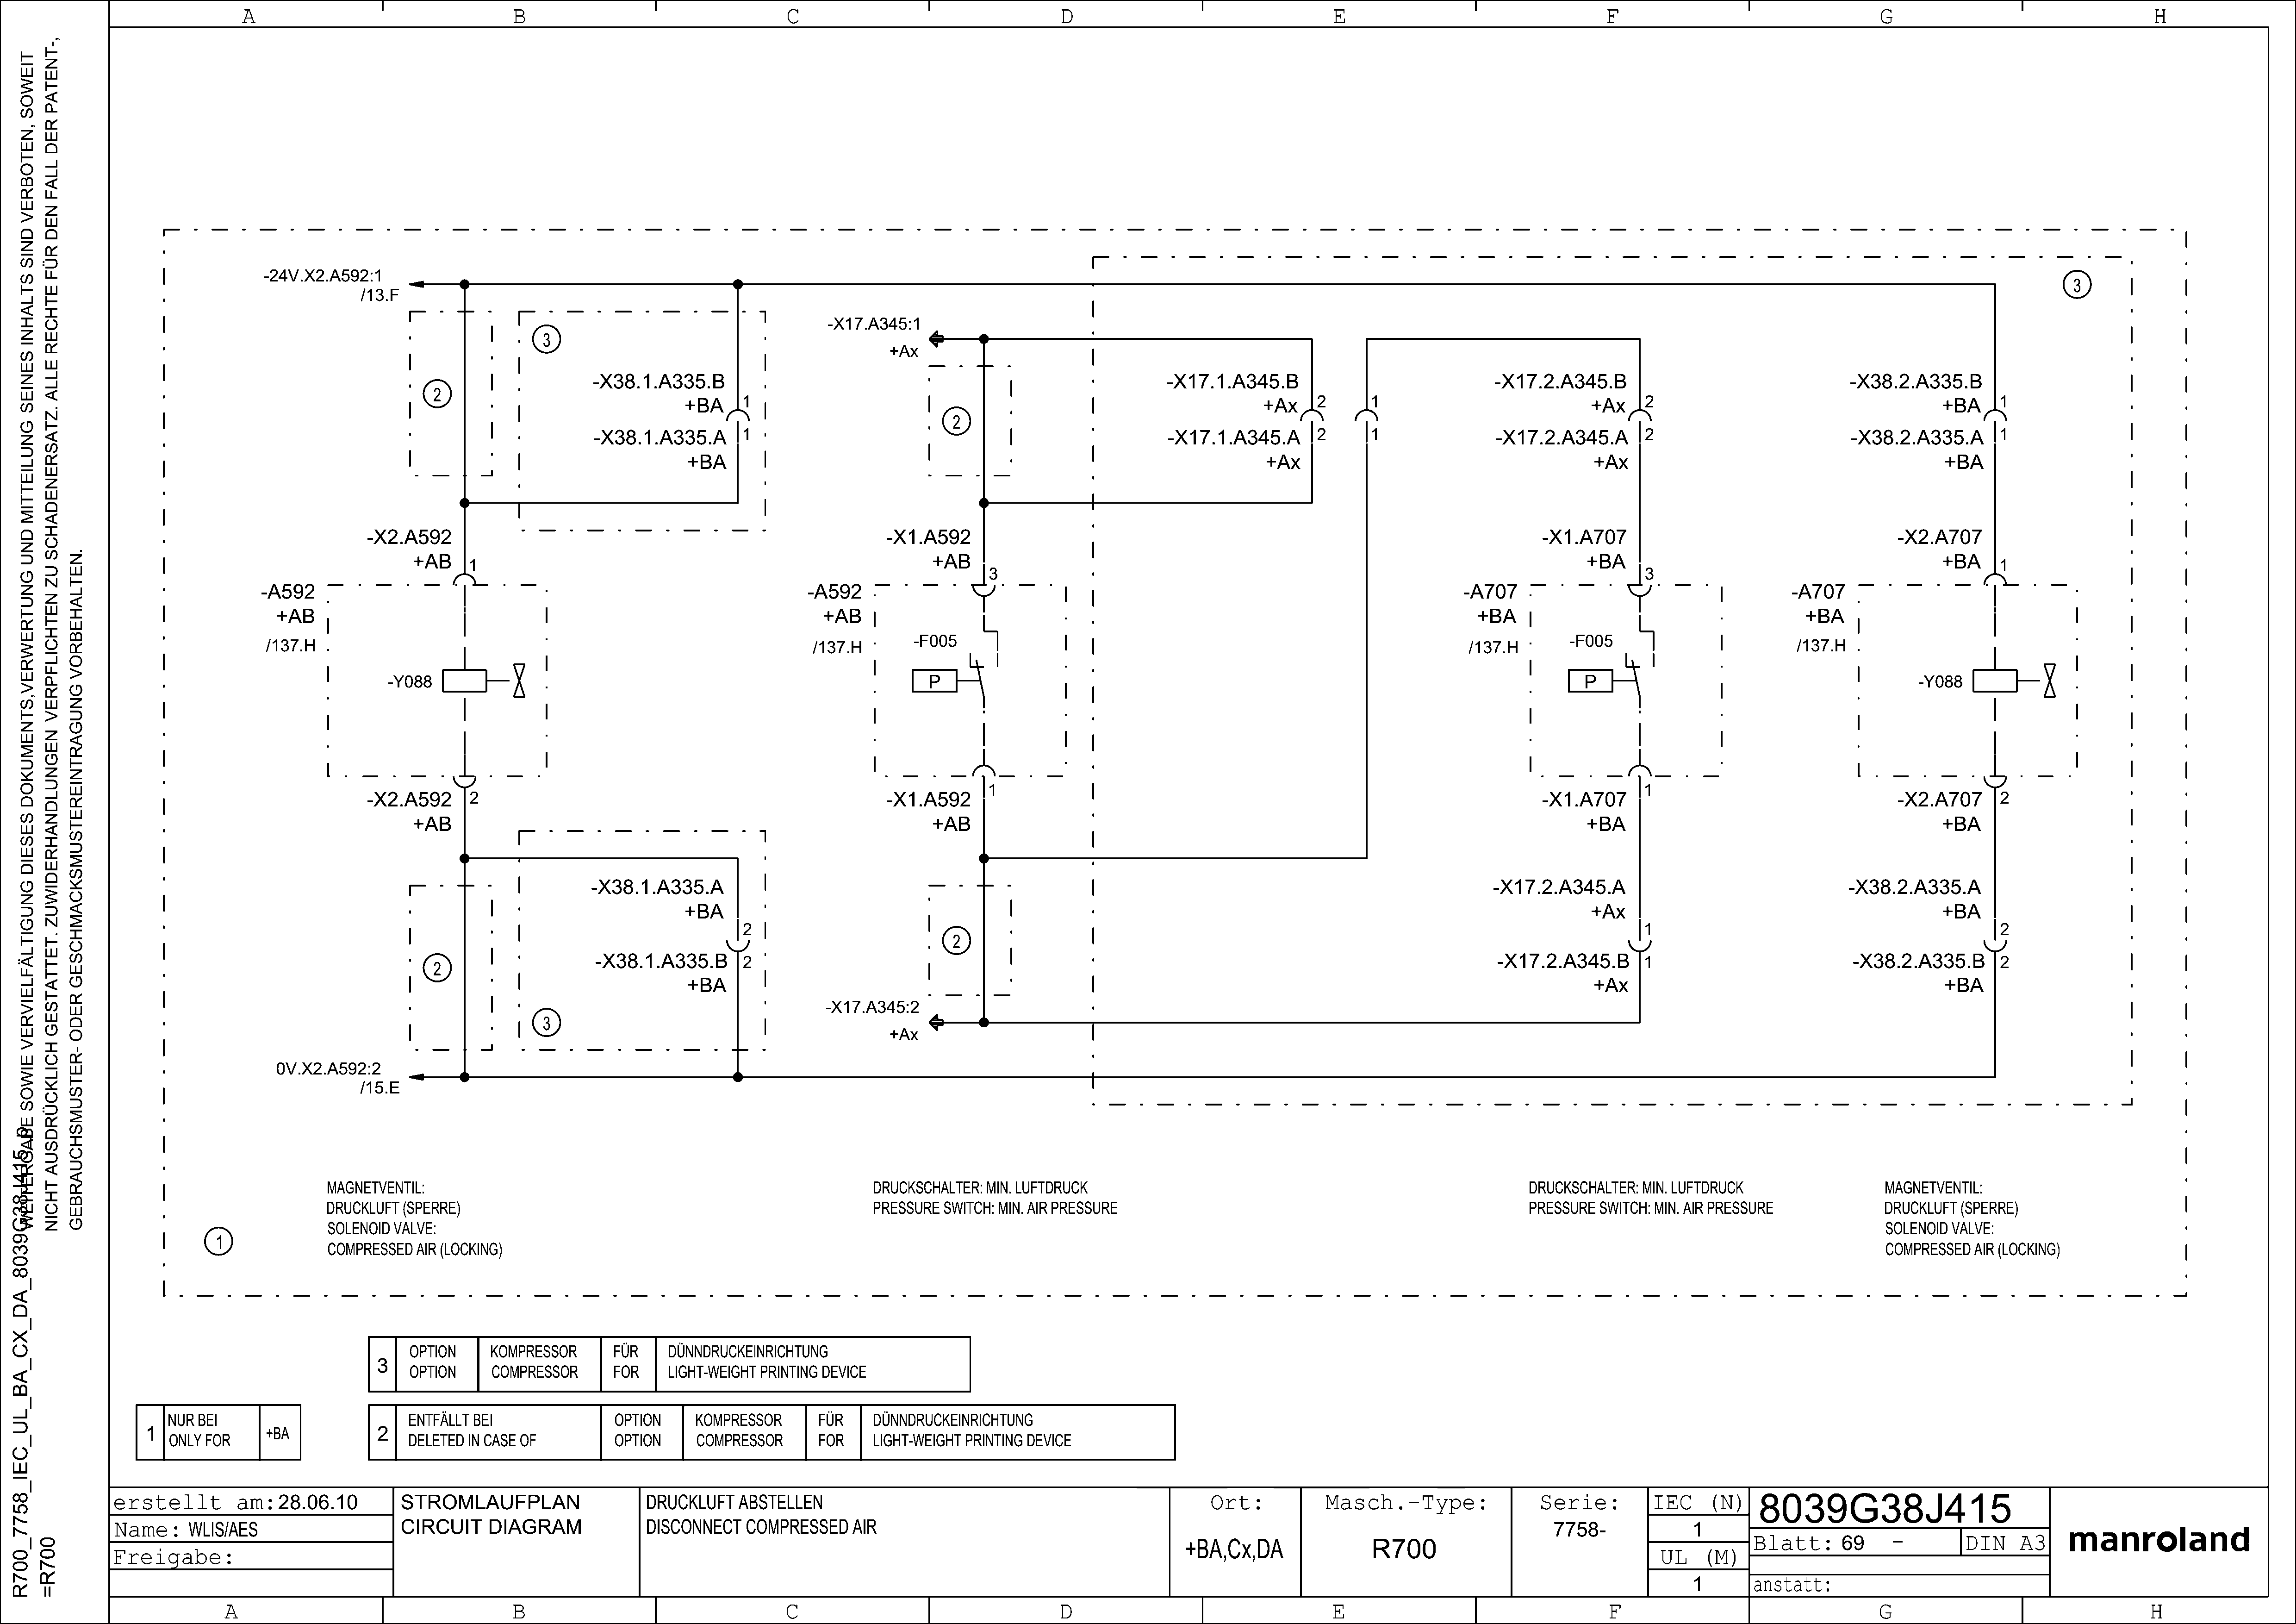 A B C D E F G H
WEITERGABE SOWIE VERVIELFÄLTIGUNG DIESES DOKUMENTS,VERWERTUNG UND MITTEILUNG SEINES INHALTS SIND VERBOTEN, SOWEIT
NICHT AUSDRÜCKLICH GESTATTET. ZUWIDERHANDLUNGEN VERPFLICHTEN ZU SCHADENERSATZ. ALLE RECHTE FÜR DEN FALL DER PATENT-,
GEBRAUCHSMUSTER- ODER GESCHMACKSMUSTEREINTRAGUNG VORBEHALTEN.
R700_7758_IEC_UL_BA_CX_DA_8039G38J415.p
=R700
-24V.X2.A592:1
/13.F
3
-X17.A345:1
+Ax
3
2
2
-X38.1.A335.B
+BA 1
-X38.1.A335.A 1
+BA
-X17.1.A345.B
+Ax 2 1
-X17.1.A345.A 2 1
+Ax
-X17.2.A345.B
+Ax 2
-X17.2.A345.A 2
+Ax
-X38.2.A335.B
+BA 1
-X38.2.A335.A 1
+BA
-X2.A592
+AB 1
-X1.A592
+AB 3
-X1.A707
+BA 3
-X2.A707
+BA 1
-A592
+AB
/137.H
-Y088
-A592
+AB
/137.H
-F005
P
-A707
+BA
/137.H
-F005
P
-A707
+BA
/137.H
-Y088
-X2.A592 2
+AB
-X1.A592 1
+AB
-X1.A707 1
+BA
-X2.A707 2
+BA
2
-X38.1.A335.A
+BA
2
-X38.1.A335.B 2
+BA
3
2
-X17.2.A345.A
+Ax
1
-X17.2.A345.B 1
+Ax
-X38.2.A335.A
+BA
2
-X38.2.A335.B 2
+BA
-X17.A345:2
+Ax
0V.X2.A592:2
/15.E
1
MAGNETVENTIL:
DRUCKLUFT (SPERRE)
SOLENOID VALVE:
COMPRESSED AIR (LOCKING)
DRUCKSCHALTER: MIN. LUFTDRUCK
PRESSURE SWITCH: MIN. AIR PRESSURE
DRUCKSCHALTER: MIN. LUFTDRUCK
PRESSURE SWITCH: MIN. AIR PRESSURE
MAGNETVENTIL:
DRUCKLUFT (SPERRE)
SOLENOID VALVE:
COMPRESSED AIR (LOCKING)
3
OPTION KOMPRESSOR FÜR DÜNNDRUCKEINRICHTUNG
OPTION COMPRESSOR FOR LIGHT-WEIGHT PRINTING DEVICE
1
NUR BEI
ONLY FOR
+BA
2
ENTFÄLLT BEI OPTION KOMPRESSOR FÜR DÜNNDRUCKEINRICHTUNG
DELETED IN CASE OF OPTION COMPRESSOR FOR LIGHT-WEIGHT PRINTING DEVICE
erstellt am: 28.06.10
Name: WLIS/AES
Freigabe:
STROMLAUFPLAN
CIRCUIT DIAGRAM
DRUCKLUFT ABSTELLEN
DISCONNECT COMPRESSED AIR
Ort:
+BA,Cx,DA
Masch.-Type:
R700
Serie:
7758-
IEC (N)
1
UL (M)
1
8039G38J415
Blatt: 69 - DIN A3
anstatt:
manroland
A B C D E F G H